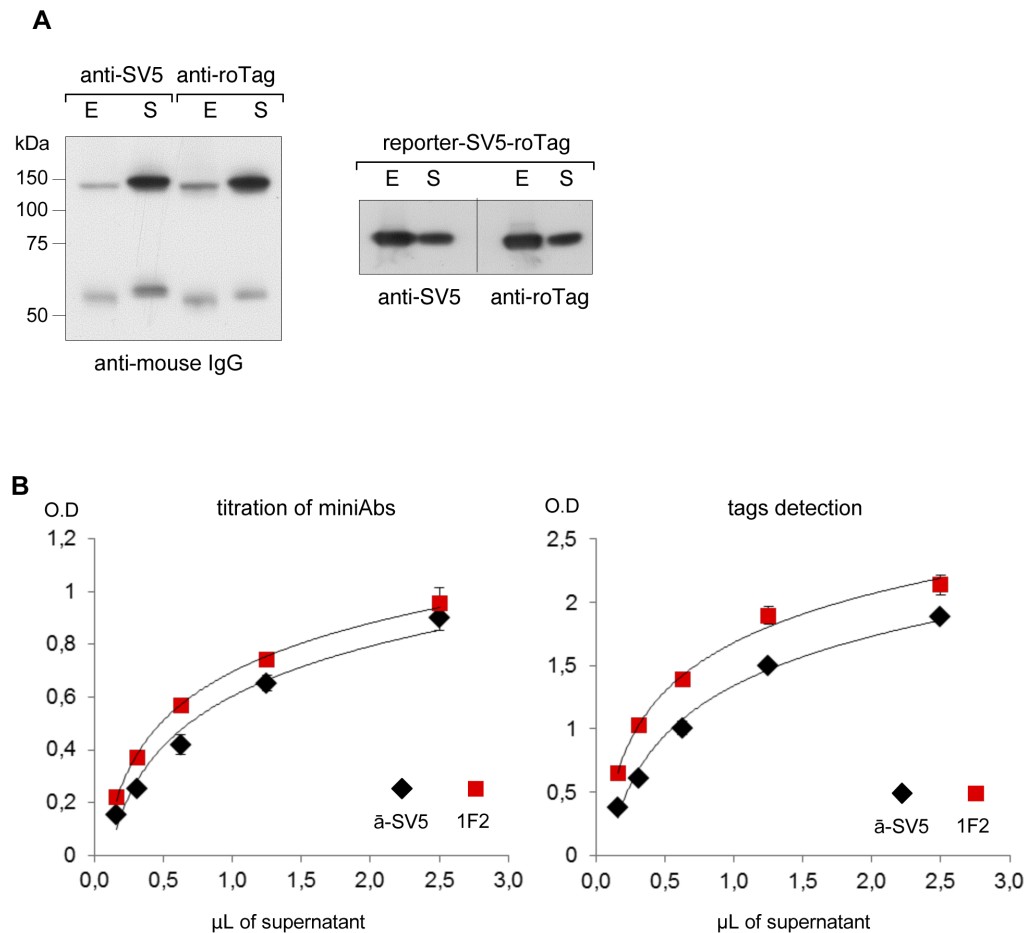 A
anti-SV5 anti-roTag
E S E S
kDa
150
100
75
50
anti-mouse IgG
reporter-SV5-roTag
E S E S
anti-SV5 anti-roTag
B
O.D titration of miniAbs
1,2
1
0,8
0,6
0,4
0,2
0
0,0 0,5 1,0 1,5 2,0 2,5 3,0
ā-SV5 1F2
µL of supernatant
O.D tags detection
2,5
2
1,5
1
0,5
0
0,0 0,5 1,0 1,5 2,0 2,5 3,0
ā-SV5 1F2
µL of supernatant